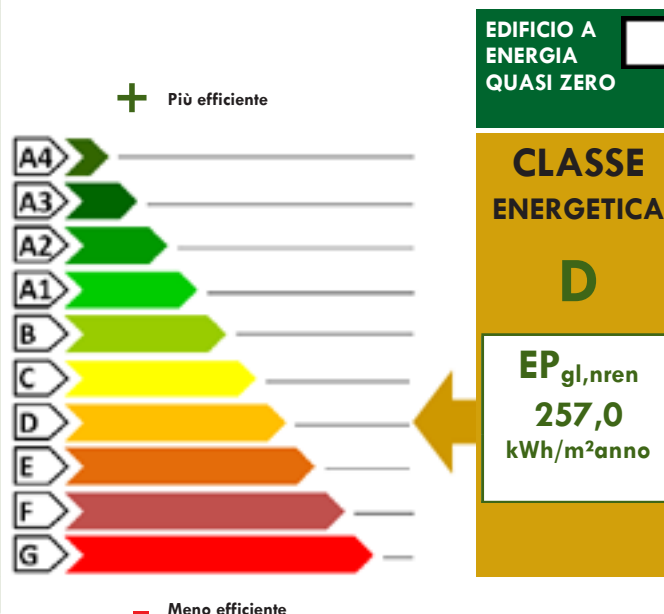 EDIFICIO A
ENERGIA
QUASI ZERO
+ Più efficiente
A4
A3
A2
A1
B
C
D
E
F
G
- Meno efficiente
CLASSE
ENERGETICA
D
EPgl,nren
257,0
kWh/m²anno